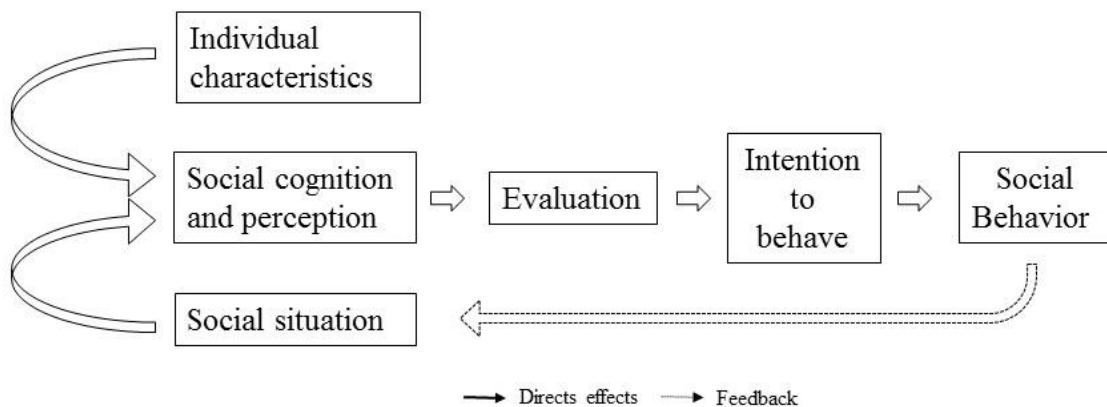 Individual
characteristics
Social cognition
and perception
Evaluation
Intention
to
behave
Social
Behavior
Social situation
Directs effects
Feedback